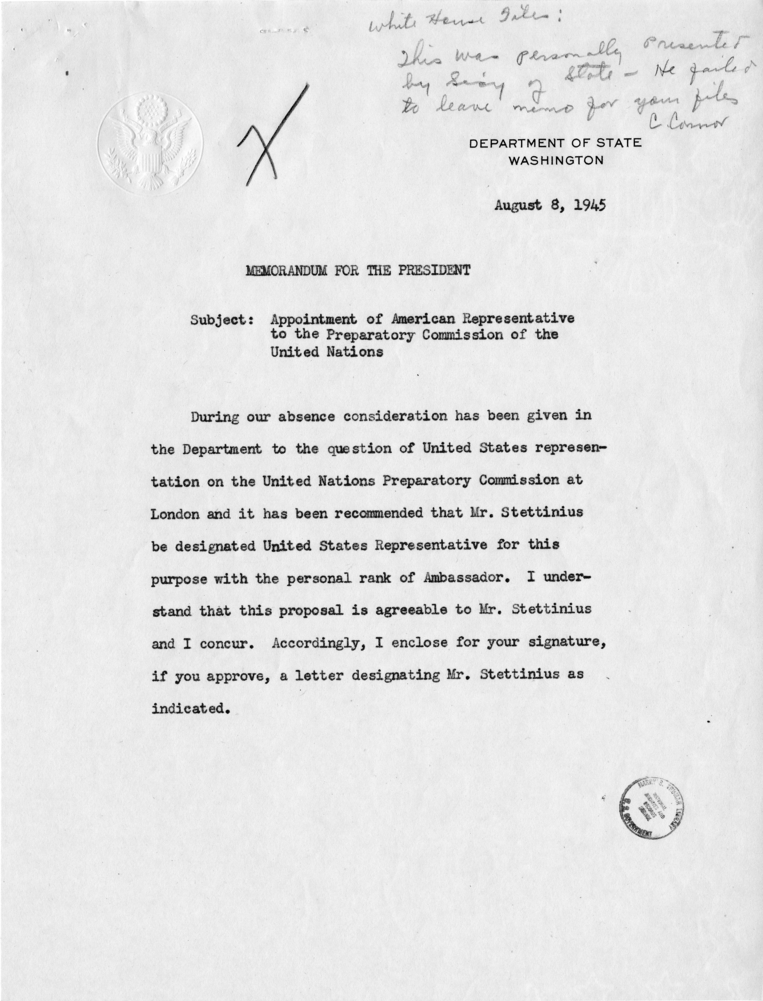 White House Files:
This was personally presented
by Sec'y of State - He failed
to leave memo for your files
C Connor
DEPARTMENT OF STATE
WASHINGTON
August 8, 1945
MEMORANDUM FOR THE PRESIDENT
Subject: Appointment of American Representative
to the Preparatory Commission of the
United Nations
During our absence consideration has been given in
the Department to the question of United States represen-
tation on the United Nations Preparatory Commission at
London and it has been recommended that Mr. Stettinius
be designated United States Representative for this
purpose with the personal rank of Ambassador. I under-
stand that this proposal is agreeable to Mr. Stettinius
and I concur. Accordingly, I enclose for your signature,
if you approve, a letter designating Mr. Stettinius as
indicated.
HARRY S. TRUMAN LIBRARY
U.S. GOVERNMENT